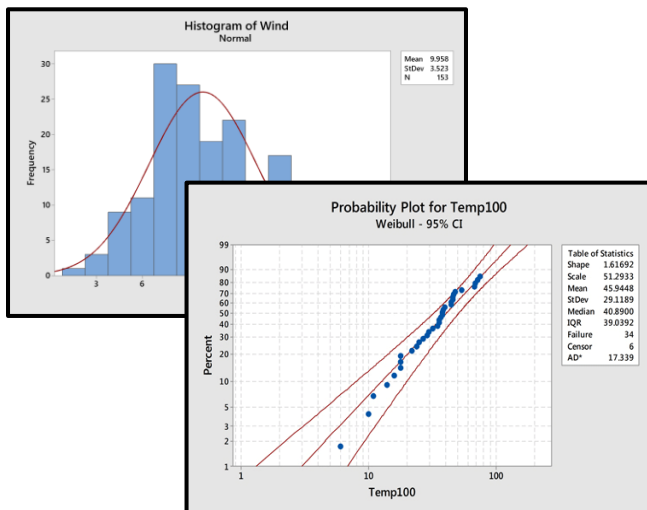 Histogram of Wind
Normal
Mean 9.958
StDev 3.523
N 153
Frequency
30
25
20
15
10
5
0
3 6
Probability Plot for Temp100
Weibull - 95% CI
Table of Statistics
Shape 1.61692
Scale 51.2933
Mean 45.9448
StDev 29.1189
Median 40.8900
IQR 39.0392
Failure 34
Censor 6
AD* 17.339
Percent
99
90
80
70
60
50
40
30
20
10
5
3
2
1
1 10 100
Temp100